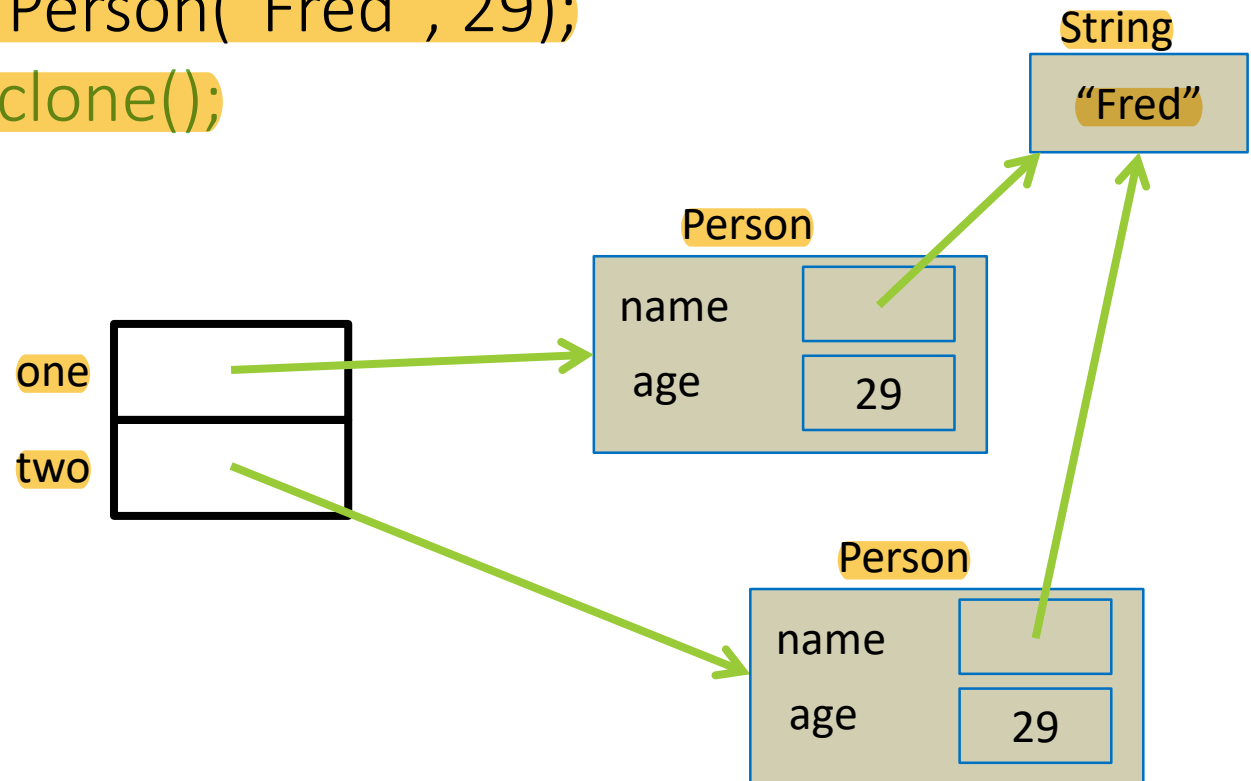 Person("Fred", 29);
clone();
String
“Fred”
Person
name
age
29
one
two
Person
name
age
29